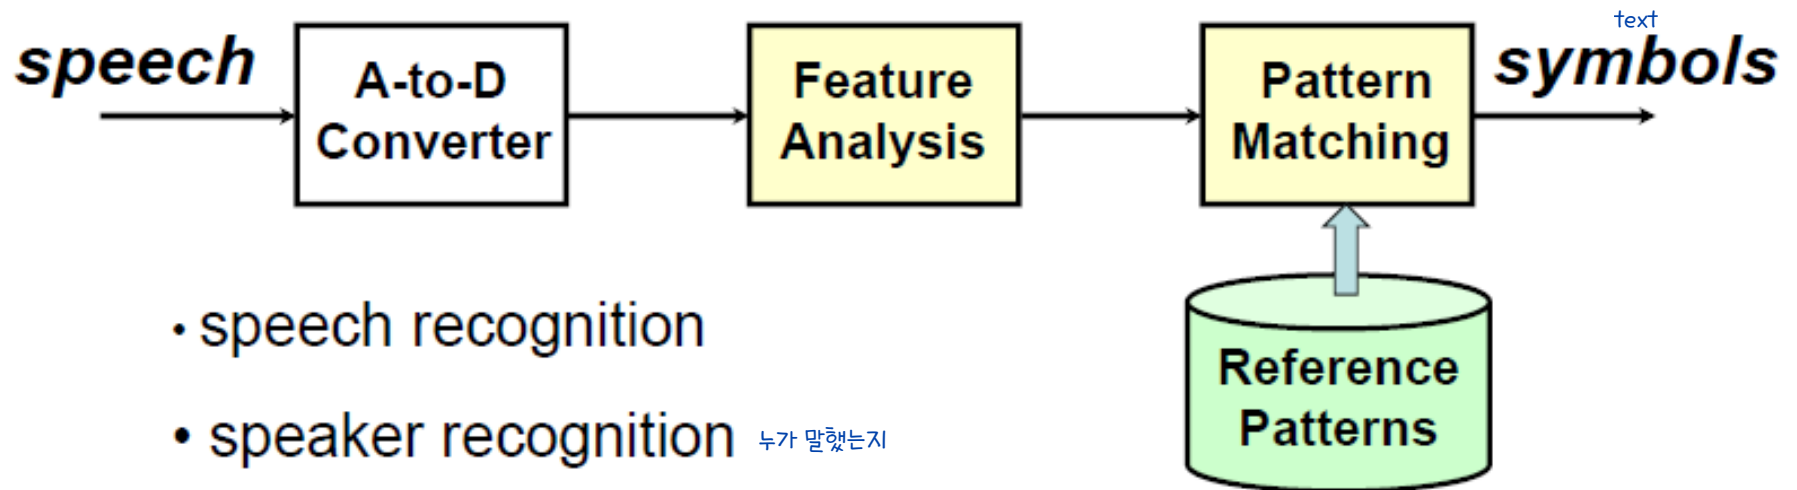 text
speech
A-to-D
Converter
Feature
Analysis
Pattern
Matching
symbols
• speech recognition
• speaker recognition 누가 말했는지
Reference
Patterns